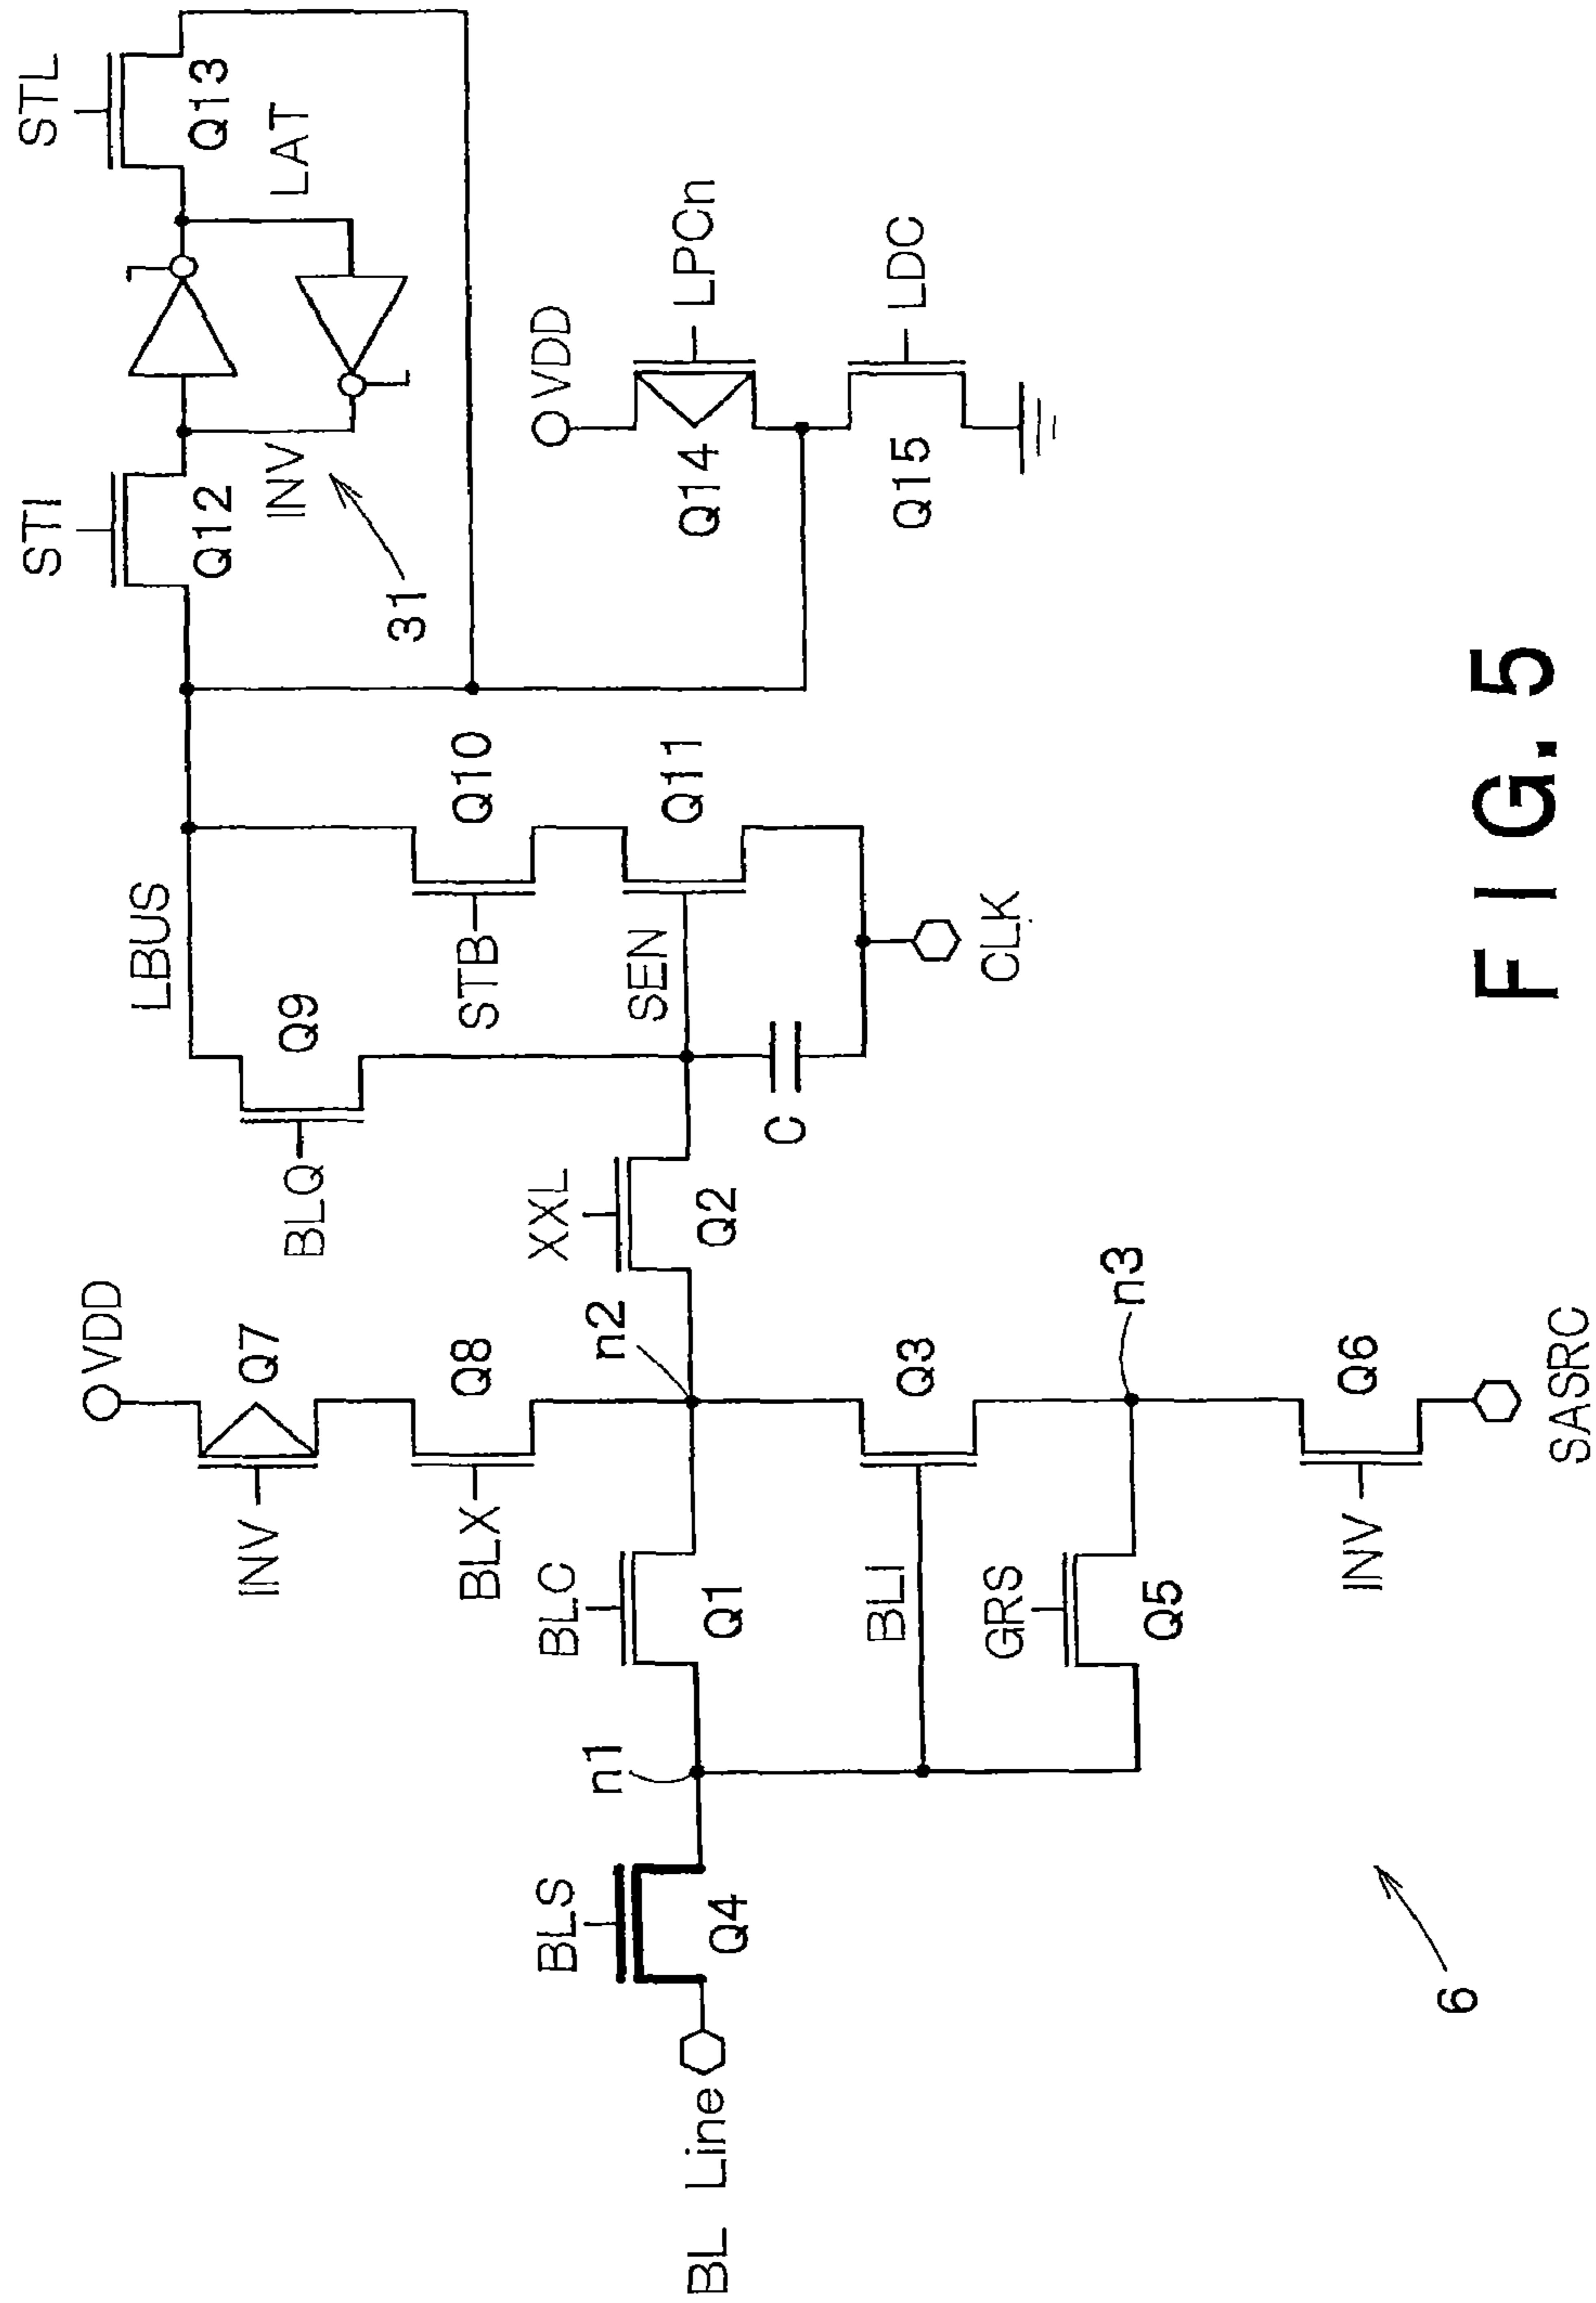 STL
Q13
LAT
STI
Q12
INV
31
VDD
LPCn
Q14
LDC
Q15
LBUS
Q9
BLQ
Q10
STB
Q11
SEN
C
CLK
XXL
Q2
VDD
Q7
INV
Q8
BLX
n2
BLC
Q1
Q3
BLI
n3
GRS
Q5
Q6
INV
SASRC
n1
BLS
Q4
BL Line
6
FIG. 5